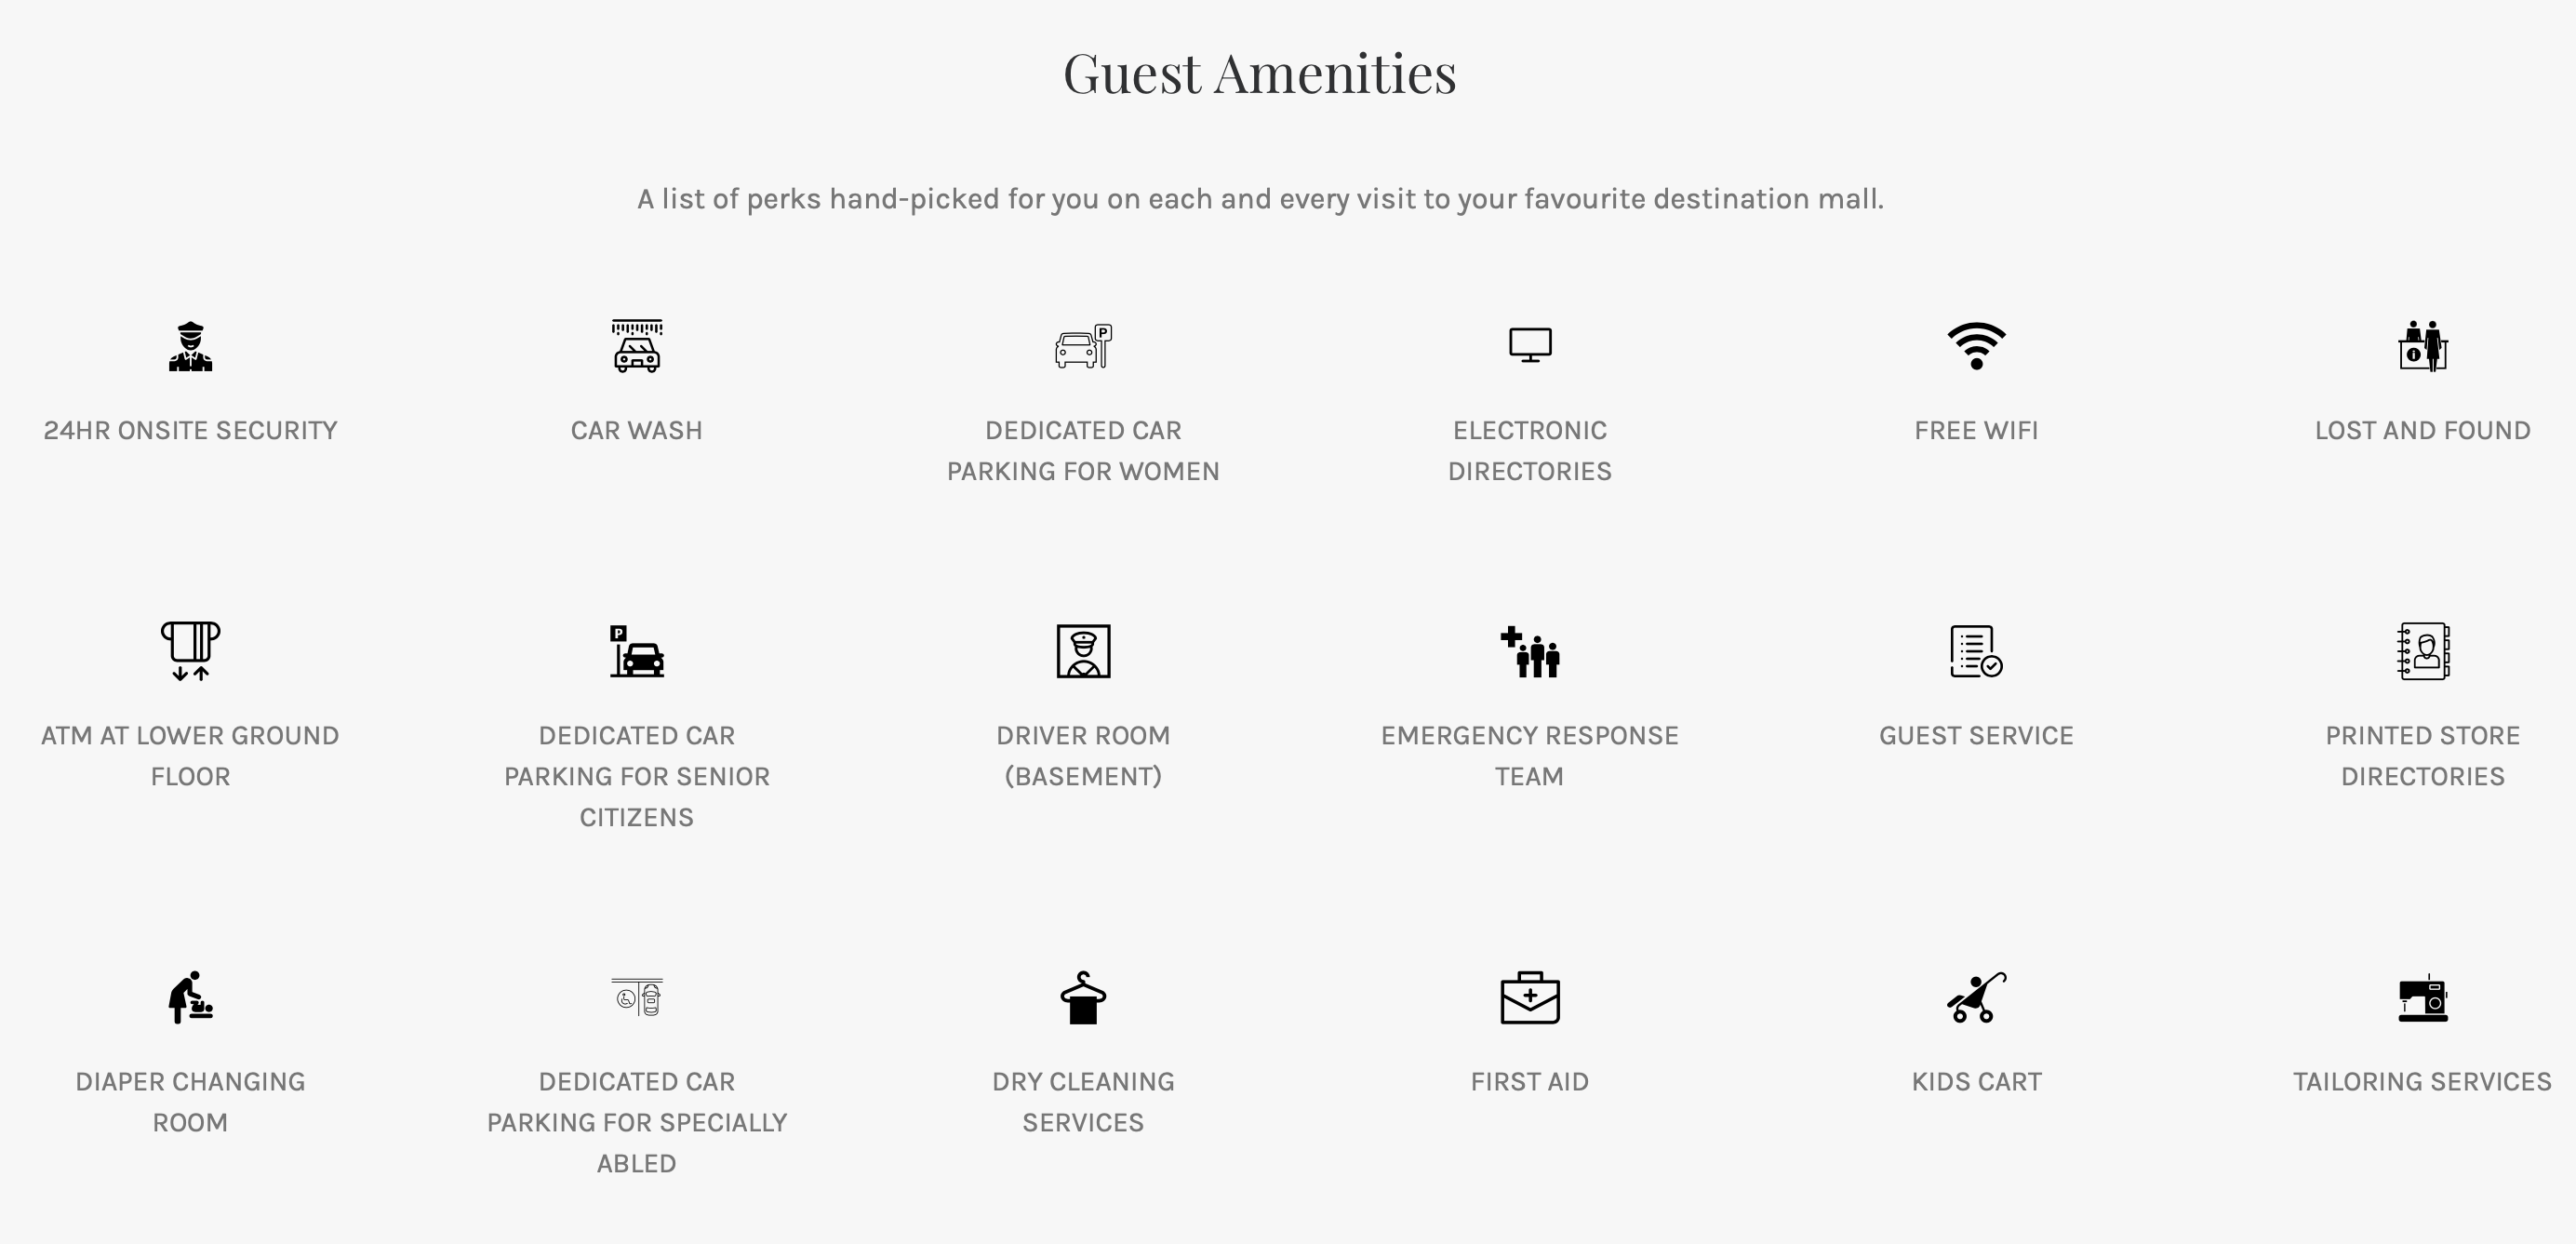 Guest Amenities
A list of perks hand-picked for you on each and every visit to your favourite destination mall.
24HR ONSITE SECURITY
CAR WASH
P
DEDICATED CAR
PARKING FOR WOMEN
ELECTRONIC
DIRECTORIES
FREE WIFI
i
LOST AND FOUND
ATM AT LOWER GROUND
FLOOR
P
DEDICATED CAR
PARKING FOR SENIOR
CITIZENS
DRIVER ROOM
(BASEMENT)
EMERGENCY RESPONSE
TEAM
GUEST SERVICE
PRINTED STORE
DIRECTORIES
DIAPER CHANGING
ROOM
DEDICATED CAR
PARKING FOR SPECIALLY
ABLED
DRY CLEANING
SERVICES
FIRST AID
KIDS CART
TAILORING SERVICES